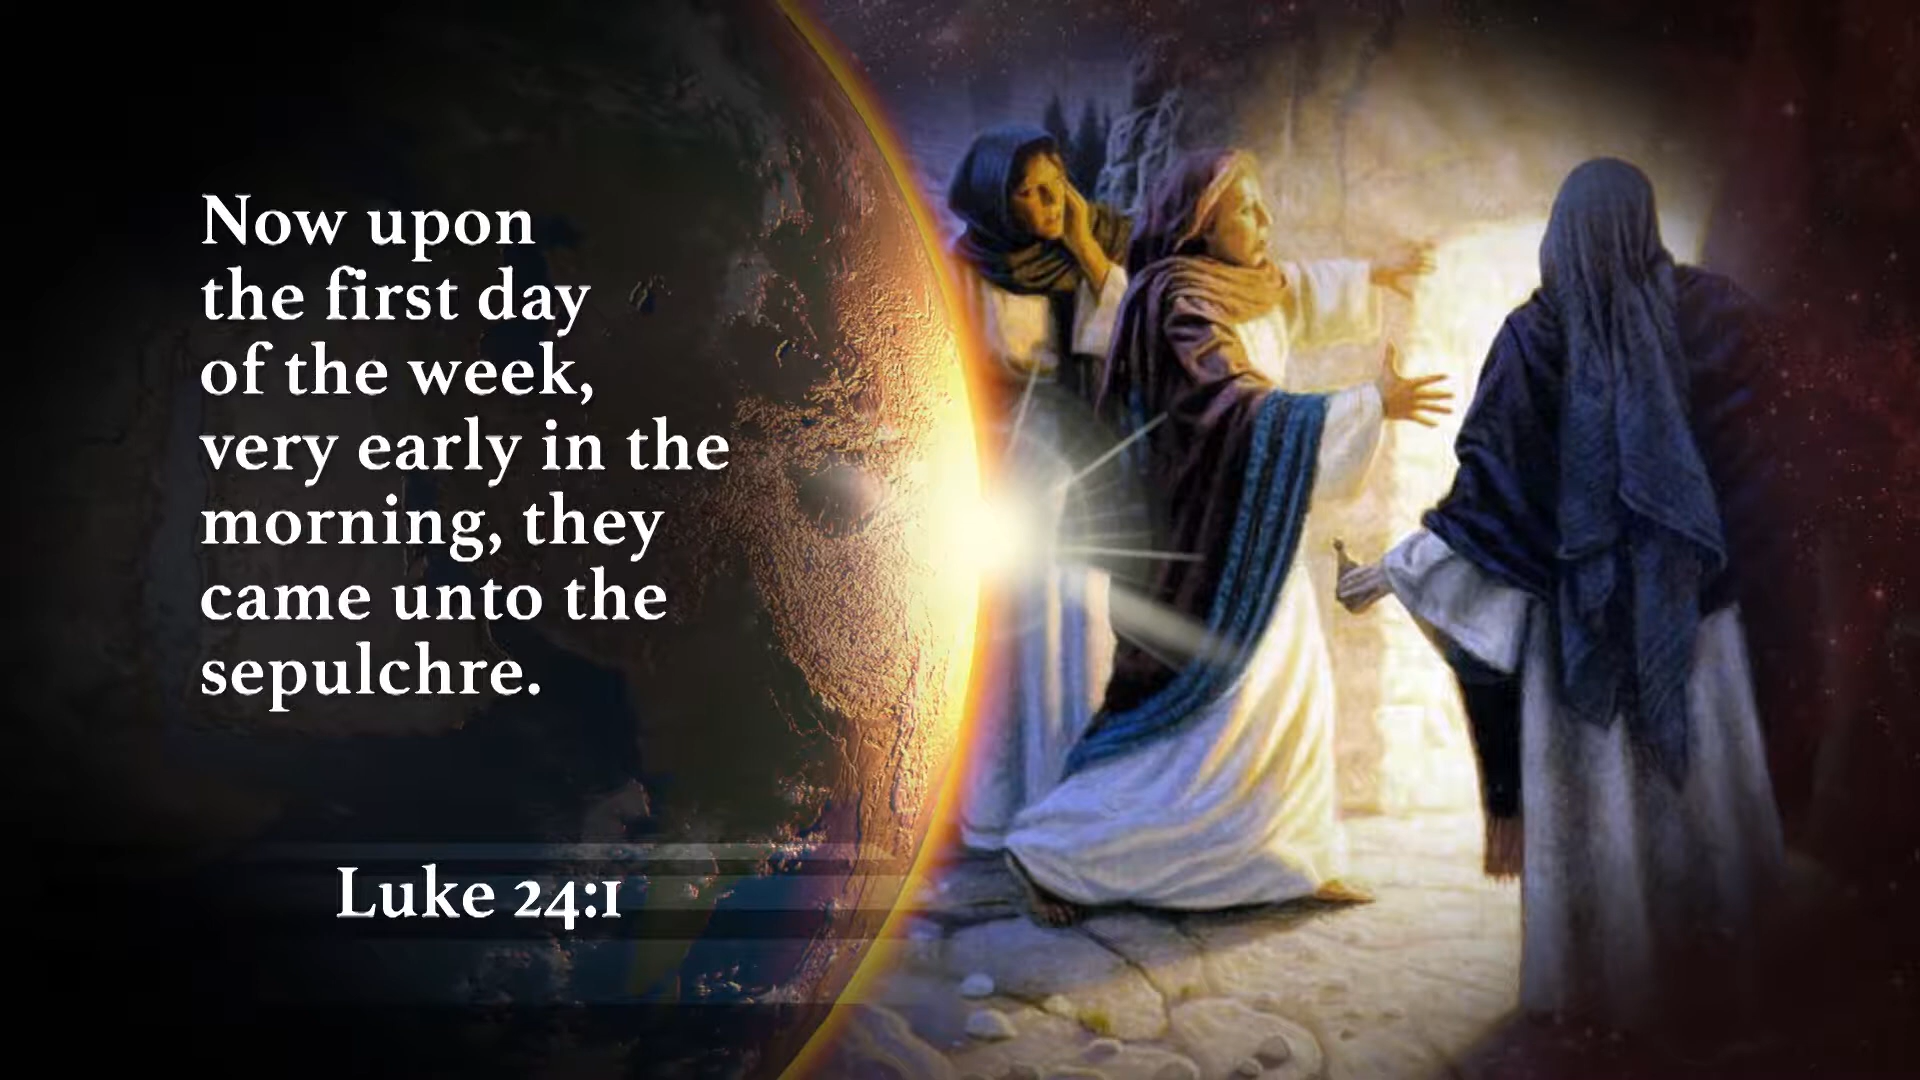 Now upon
the first day
of the week,
very early in the
morning, they
came unto the
sepulchre.
Luke 24:1